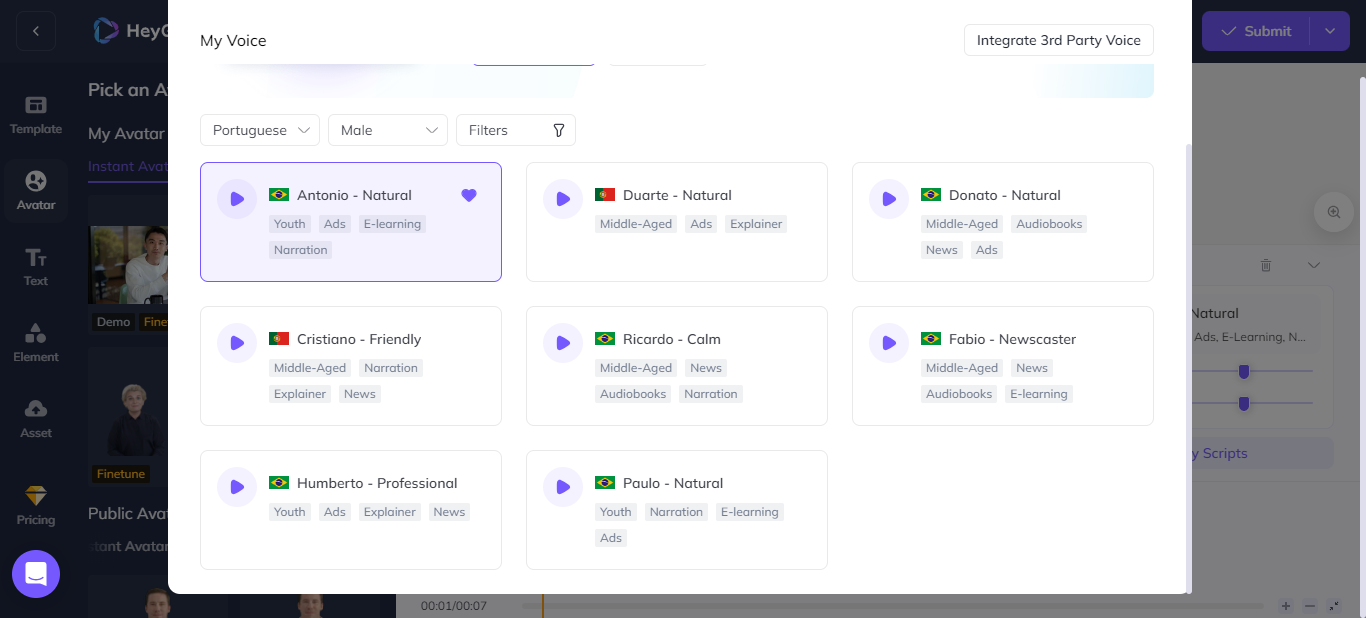 My Voice
Integrate 3rd Party Voice
HeyG
Submit
Pick an A
My Avatar
Instant Avat
Template
Avatar
Text
Element
Asset
Pricing
Demo
Fine
Finetune
Public Avat
tant Avatar
Portuguese
Male
Filters
Antonio - Natural
Youth Ads E-learning
Narration
Duarte - Natural
Middle-Aged Ads Explainer
Donato - Natural
Middle-Aged Audiobooks
News Ads
Cristiano - Friendly
Middle-Aged Narration
Explainer News
Ricardo - Calm
Middle-Aged News
Audiobooks Narration
Fabio - Newscaster
Middle-Aged News
Audiobooks E-learning
Humberto - Professional
Youth Ads Explainer News
Paulo - Natural
Youth Narration E-learning
Ads
Natural
Ads, E-Learning, N...
y Scripts
00:01/00:07